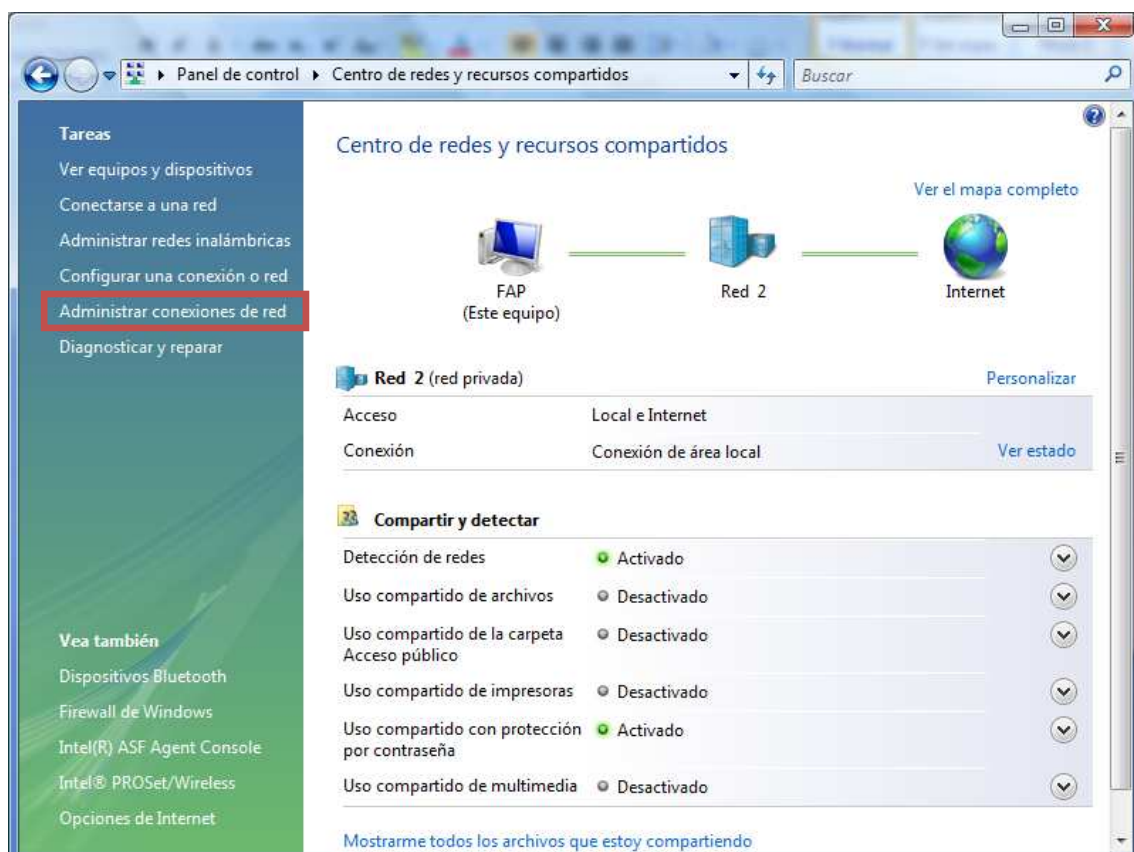 Panel de control ▸ Centro de redes y recursos compartidos
Buscar
Tareas
Ver equipos y dispositivos
Conectarse a una red
Administrar redes inalámbricas
Configurar una conexión o red
Administrar conexiones de red
Diagnosticar y reparar
Vea también
Dispositivos Bluetooth
Firewall de Windows
Intel(R) ASF Agent Console
Intel® PROSet/Wireless
Opciones de Internet
Centro de redes y recursos compartidos
Ver el mapa completo
FAP
(Este equipo)
Red 2
Internet
Red 2 (red privada)
Personalizar
Acceso
Local e Internet
Conexión
Conexión de área local
Ver estado
Compartir y detectar
Detección de redes
Activado
Uso compartido de archivos
Desactivado
Uso compartido de la carpeta
Acceso público
Desactivado
Uso compartido de impresoras
Desactivado
Uso compartido con protección
por contraseña
Activado
Uso compartido de multimedia
Desactivado
Mostrarme todos los archivos que estoy compartiendo